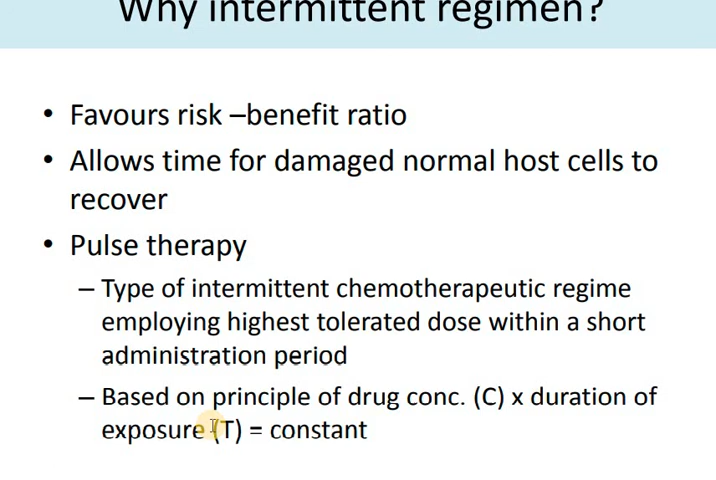 Why intermittent regimen?
• Favours risk –benefit ratio
• Allows time for damaged normal host cells to
recover
• Pulse therapy
– Type of intermittent chemotherapeutic regime
employing highest tolerated dose within a short
administration period
– Based on principle of drug conc. (C) x duration of
exposure (T) = constant